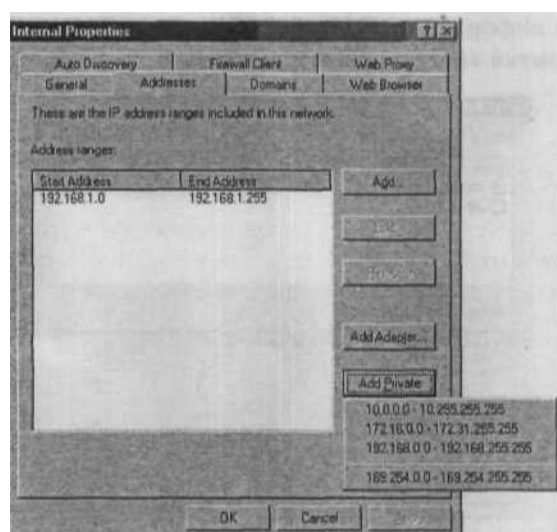 Internal Properties
Auto Discovery Firewall Client Web Proxy
General Addresses Domains Web Browser
These are the IP address ranges included in this network.
Address ranges:
Start Address End Address
192.168.1.0 192.168.1.255
Add...
Add Adapter...
Add Private
10.0.0.0 - 10.255.255.255
172.16.0.0 - 172.31.255.255
192.168.0.0 - 192.168.255.255
169.254.0.0 - 169.254.255.255
OK Cancel